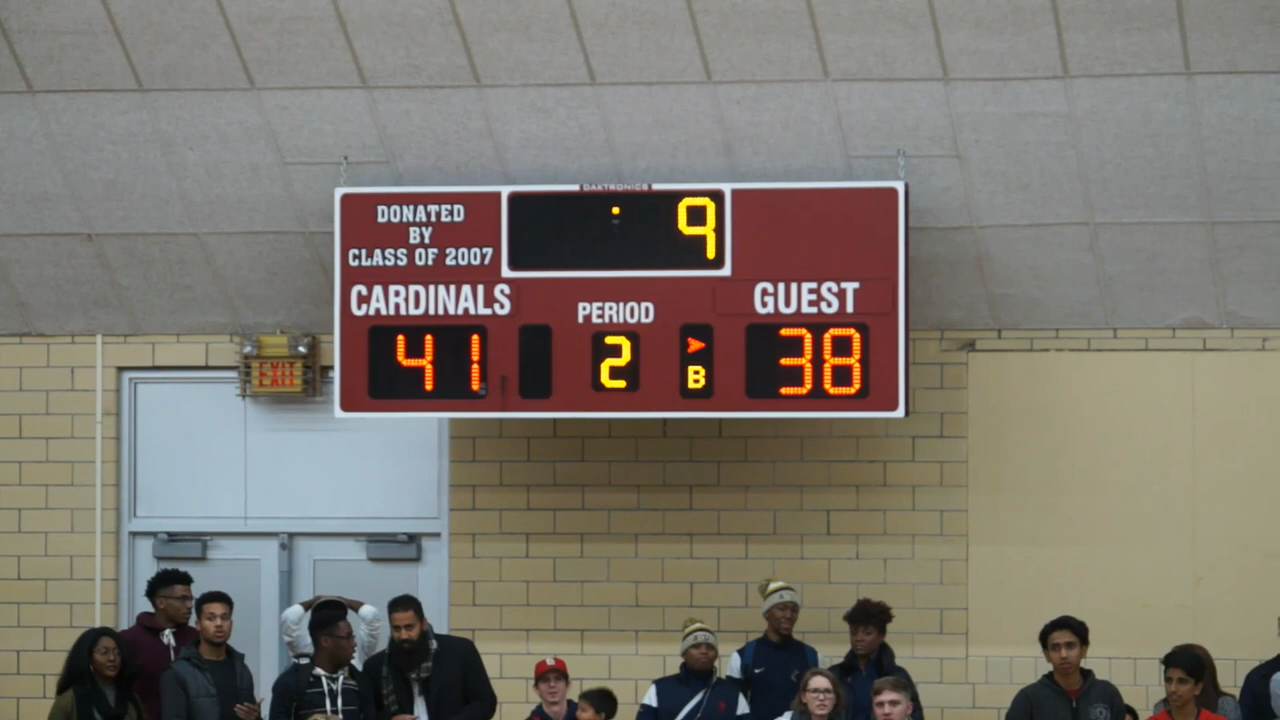 DAKTRONICS
DONATED
BY
CLASS OF 2007
9
CARDINALS
PERIOD
GUEST
41
2
B
38
EXIT